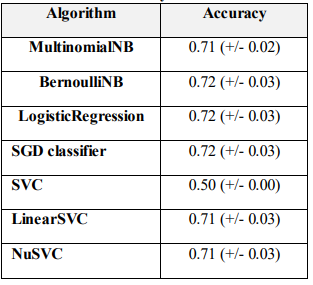 Algorithm Accuracy
MultinomialNB 0.71 (+/- 0.02)
BernoulliNB 0.72 (+/- 0.03)
LogisticRegression 0.72 (+/- 0.03)
SGD classifier 0.72 (+/- 0.03)
SVC 0.50 (+/- 0.00)
LinearSVC 0.71 (+/- 0.03)
NuSVC 0.71 (+/- 0.03)